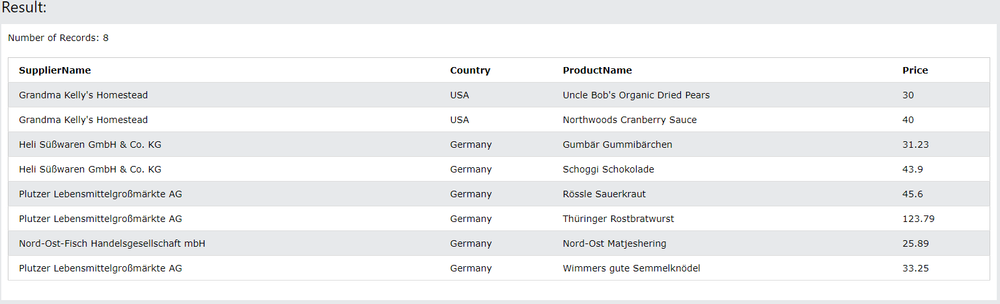 Result:
Number of Records: 8
SupplierName Country ProductName Price
Grandma Kelly's Homestead USA Uncle Bob's Organic Dried Pears 30
Grandma Kelly's Homestead USA Northwoods Cranberry Sauce 40
Heli Süßwaren GmbH & Co. KG Germany Gumbär Gummibärchen 31.23
Heli Süßwaren GmbH & Co. KG Germany Schoggi Schokolade 43.9
Plutzer Lebensmittelgroßmärkte AG Germany Rössle Sauerkraut 45.6
Plutzer Lebensmittelgroßmärkte AG Germany Thüringer Rostbratwurst 123.79
Nord-Ost-Fisch Handelsgesellschaft mbH Germany Nord-Ost Matjeshering 25.89
Plutzer Lebensmittelgroßmärkte AG Germany Wimmers gute Semmelknödel 33.25